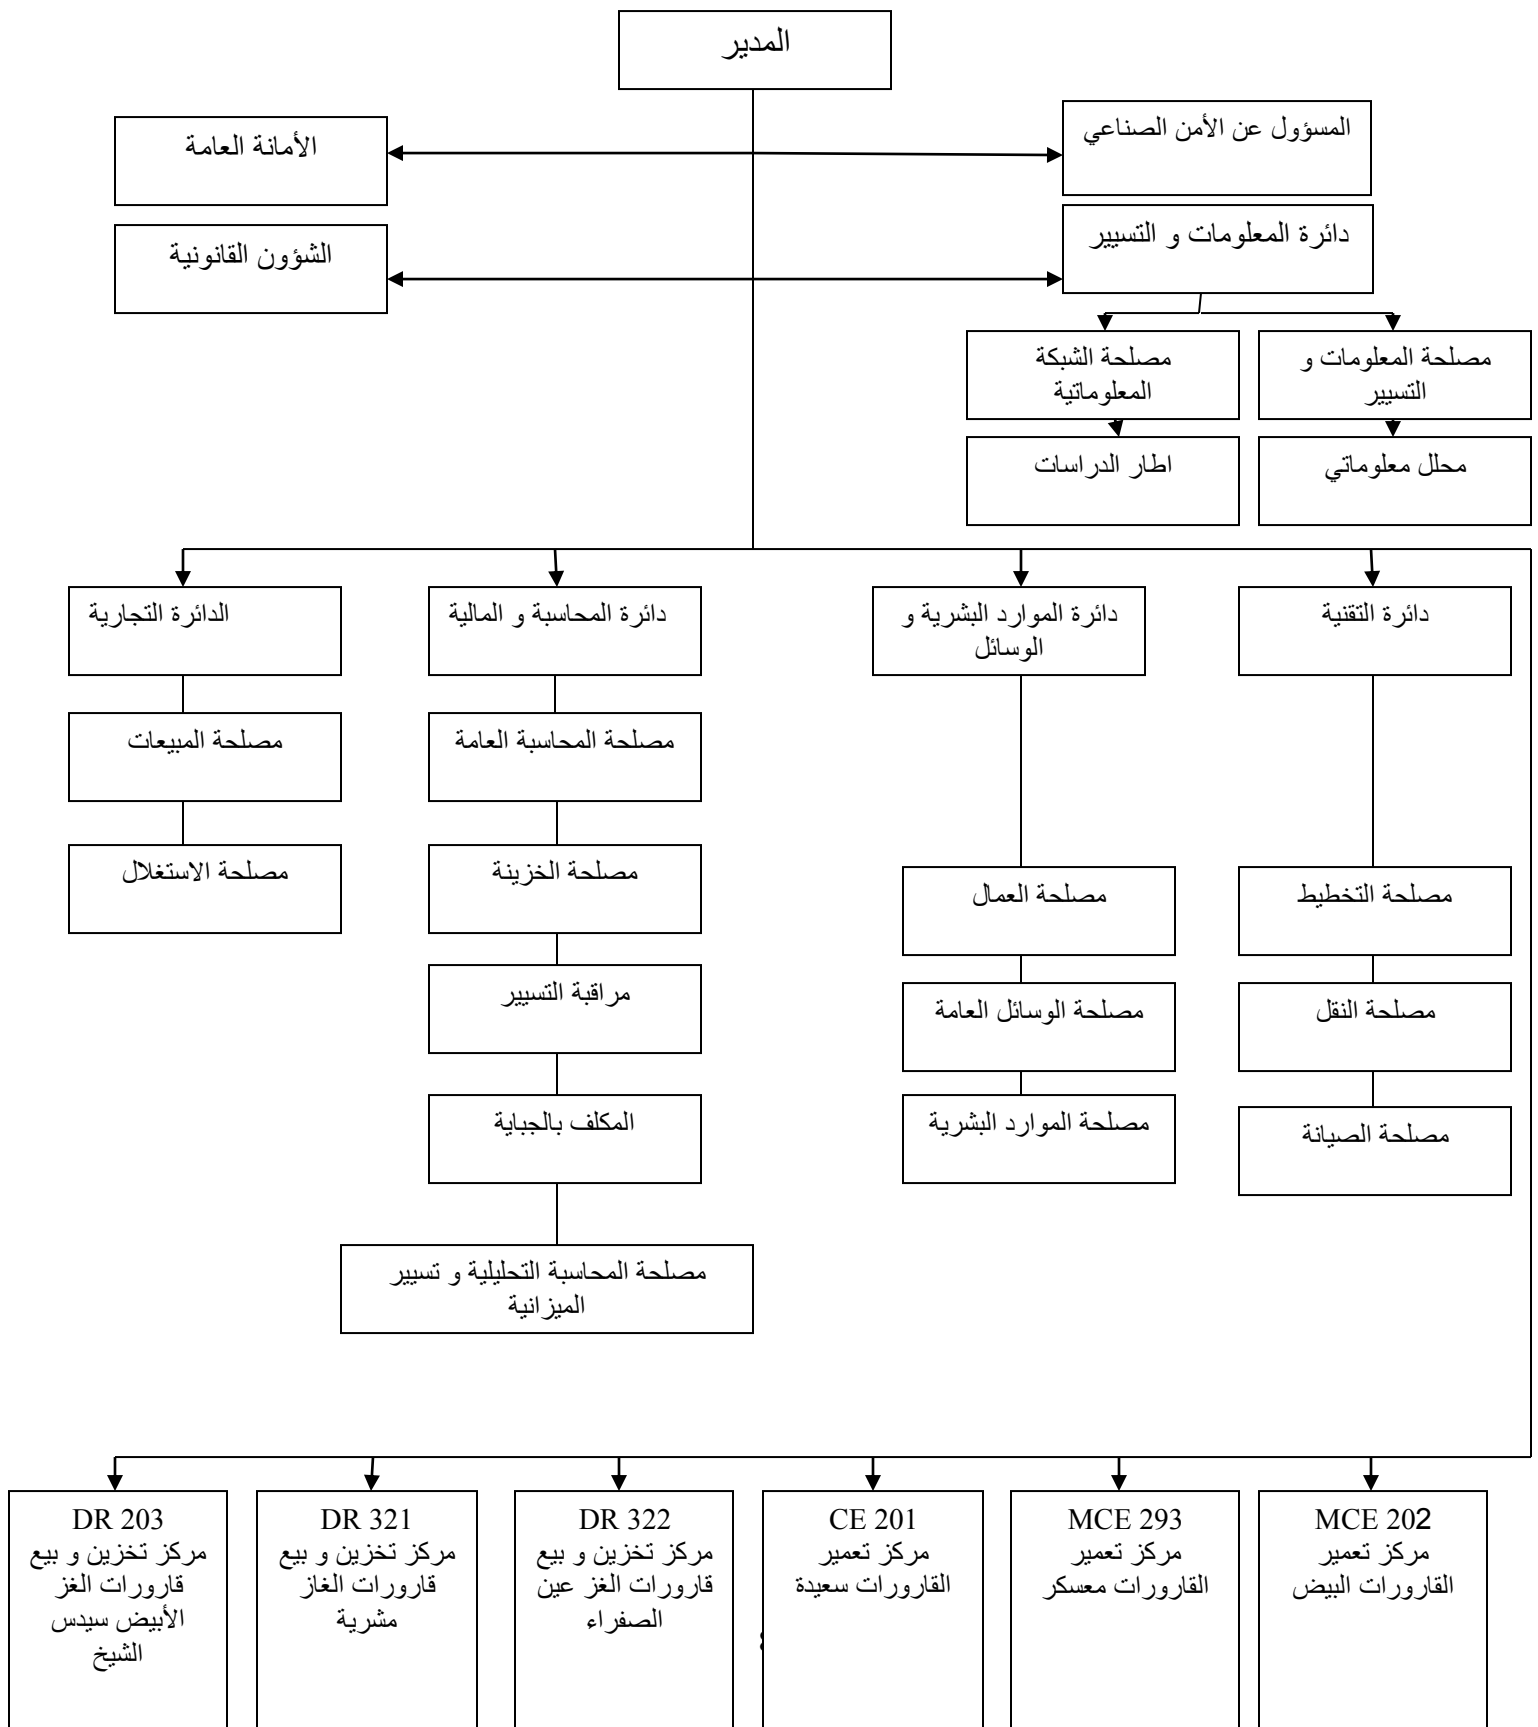 المدير
المسؤول عن الأمن الصناعي
الأمانة العامة
دائرة المعلومات و التسيير
الشؤون القانونية
مصلحة المعلومات و
التسيير
مصلحة الشبكة
المعلوماتية
محلل معلوماتي
اطار الدراسات
دائرة التقنية
دائرة الموارد البشرية و
الوسائل
دائرة المحاسبة و المالية
الدائرة التجارية
مصلحة المحاسبة العامة
مصلحة المبيعات
مصلحة التخطيط
مصلحة العمال
مصلحة الخزينة
مصلحة الاستغلال
مصلحة النقل
مصلحة الوسائل العامة
مراقبة التسيير
مصلحة الصيانة
مصلحة الموارد البشرية
المكلف بالجباية
مصلحة المحاسبة التحليلية و تسيير
الميزانية
MCE 202
مركز تعمير
القارورات البيض
MCE 293
مركز تعمير
القارورات معسكر
CE 201
مركز تعمير
القارورات سعيدة
DR 322
مركز تخزين و بيع
قارورات الغز عين
الصفراء
DR 321
مركز تخزين و بيع
قارورات الغاز
مشرية
DR 203
مركز تخزين و بيع
قارورات الغز
الأبيض سيدس
الشيخ